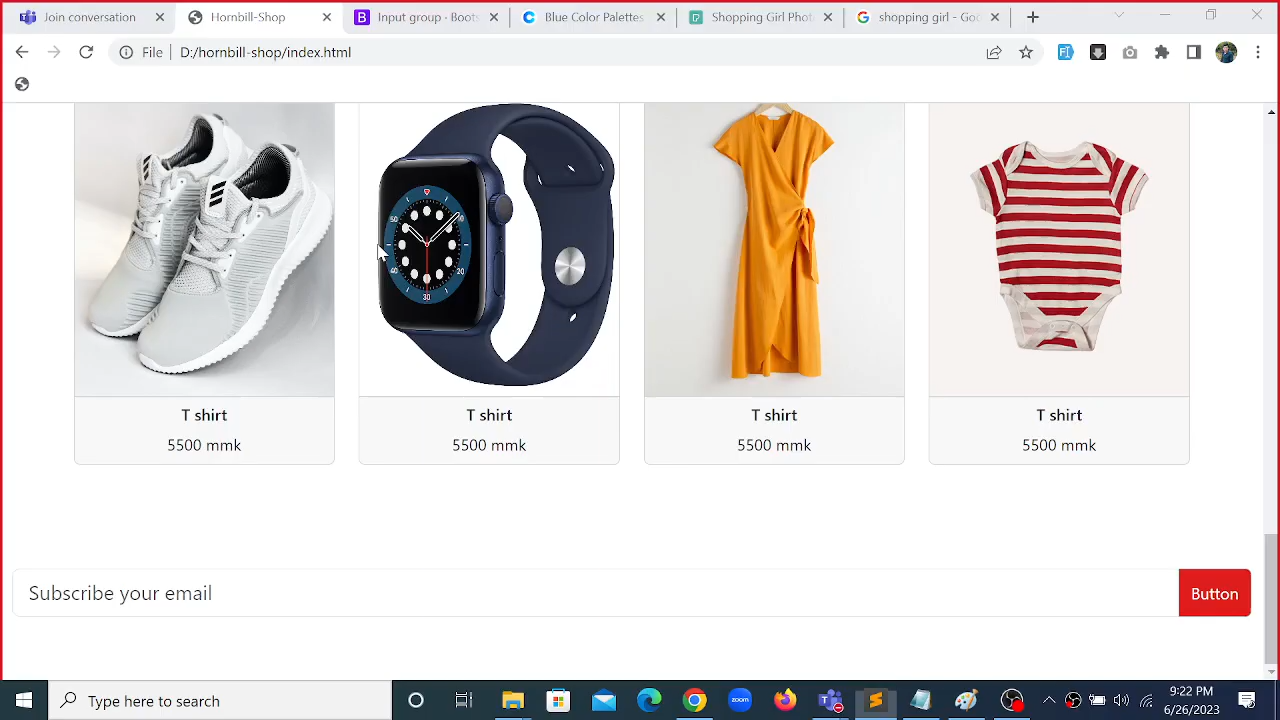 Join conversation
Hornbill-Shop
Input group · Boots
Blue Color Palettes
Shopping Girl Phot
shopping girl - Goo
File
D:/hornbill-shop/index.html
T shirt
5500 mmk
T shirt
5500 mmk
T shirt
5500 mmk
T shirt
5500 mmk
Subscribe your email
Button
Type here to search
zoom
9:22 PM
6/26/2023